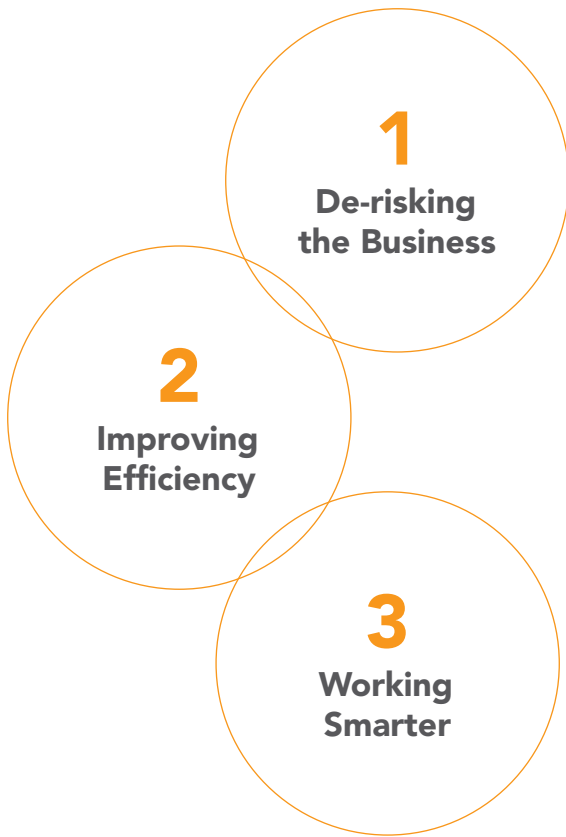 1
De-risking
the Business
2
Improving
Efficiency
3
Working
Smarter